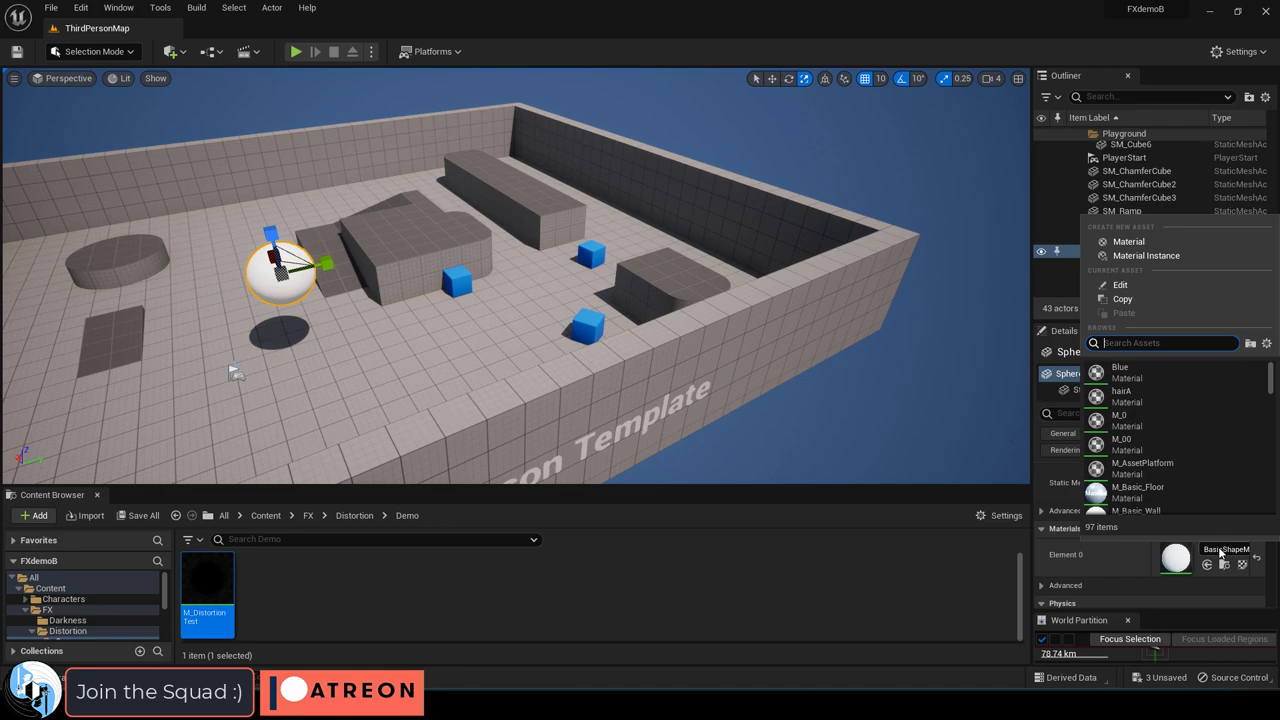 File Edit Window Tools Build Select Actor Help
FXdemoB
ThirdPersonMap
Selection Mode
Platforms
Settings
Perspective
Lit
Show
10
10°
0.25
4
Outliner
Search...
Item Label
Type
Playground
SM_Cube6 StaticMeshAc
PlayerStart PlayerStart
SM_ChamferCube StaticMeshAc
SM_ChamferCube2 StaticMeshAc
SM_ChamferCube3 StaticMeshAc
SM_Ramp StaticMeshAc
CREATE NEW ASSET
Material
Material Instance
CURRENT ASSET
Edit
Copy
Paste
BROWSE
Search Assets
Blue
Material
hairA
Material
M_0
Material
M_00
Material
M_AssetPlatform
Material
M_Basic_Floor
Material
M_Basic_Wall
97 items
43 actors
Details
Sphe
Sphere
St
Search
General
Rendering
Static Me
Advanced
Materials
Element 0
BasicShapeM
Advanced
Physics
World Partition
Focus Selection
Focus Loaded Regions
78.74 km
Derived Data
3 Unsaved
Source Control
on Template
Content Browser
Add
Import
Save All
All
Content
FX
Distortion
Demo
Settings
Favorites
FXdemoB
All
Content
Characters
FX
Darkness
Distortion
Collections
Search Demo
M_Distortion
Test
1 item (1 selected)
Join the Squad :)
PATREON